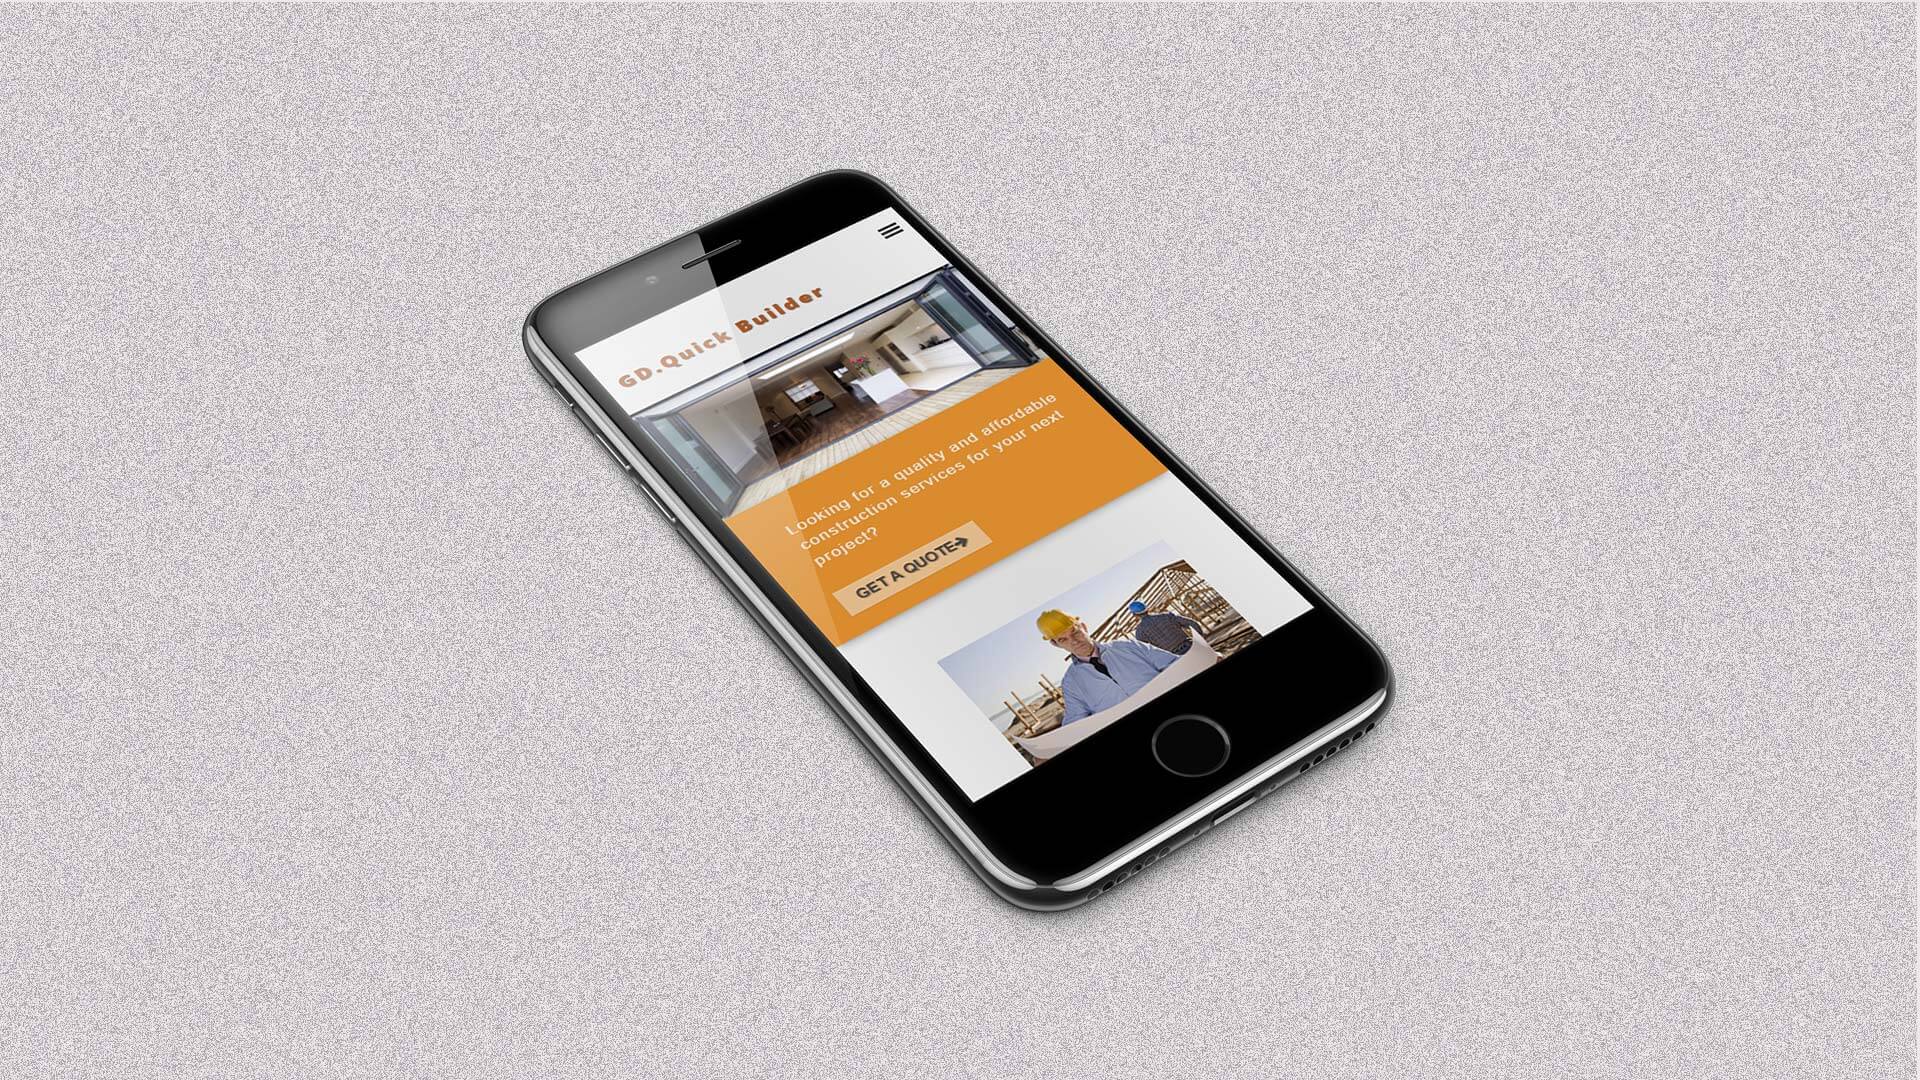 GD.Quick Builder
Looking for a quality and affordable
construction services for your next
project?
GET A QUOTE